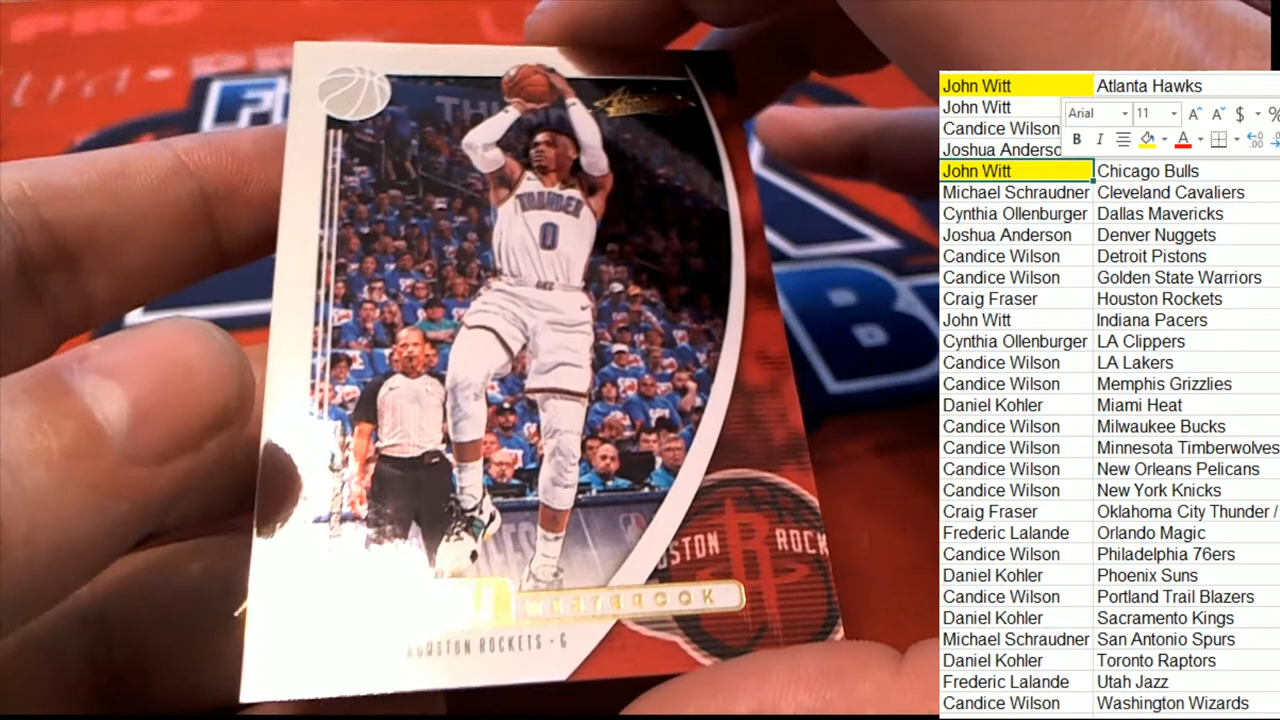 PRO
THU
THUNDER
0
HOUSTON ROCK
WESTBROOK
HOUSTON ROCKETS - G
B
John Witt Atlanta Hawks
John Witt
Arial 11 A A $ %
Candice Wilson
B I A
Joshua Anderso
John Witt Chicago Bulls
Michael Schraudner Cleveland Cavaliers
Cynthia Ollenburger Dallas Mavericks
Joshua Anderson Denver Nuggets
Candice Wilson Detroit Pistons
Candice Wilson Golden State Warriors
Craig Fraser Houston Rockets
John Witt Indiana Pacers
Cynthia Ollenburger LA Clippers
Candice Wilson LA Lakers
Candice Wilson Memphis Grizzlies
Daniel Kohler Miami Heat
Candice Wilson Milwaukee Bucks
Candice Wilson Minnesota Timberwolves
Candice Wilson New Orleans Pelicans
Candice Wilson New York Knicks
Craig Fraser Oklahoma City Thunder /
Frederic Lalande Orlando Magic
Candice Wilson Philadelphia 76ers
Daniel Kohler Phoenix Suns
Candice Wilson Portland Trail Blazers
Daniel Kohler Sacramento Kings
Michael Schraudner San Antonio Spurs
Daniel Kohler Toronto Raptors
Frederic Lalande Utah Jazz
Candice Wilson Washington Wizards